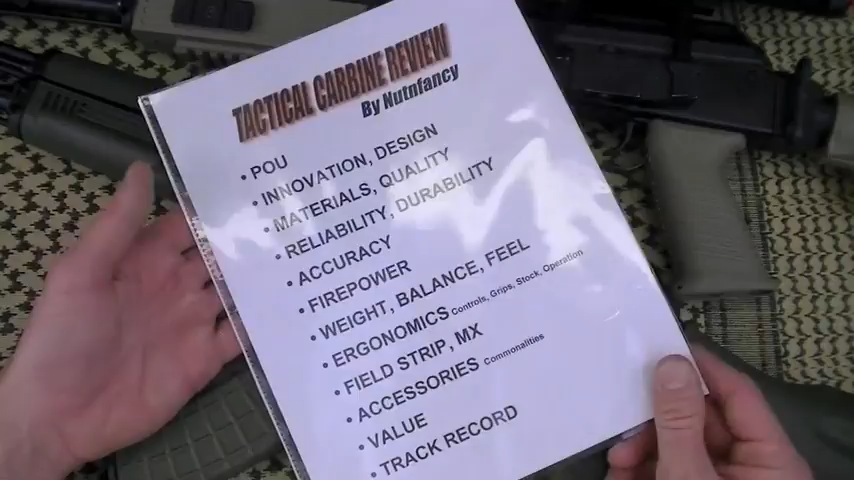 TACTICAL CARBINE REVIEW
By Nutnfancy
• POU
• INNOVATION, DESIGN
• MATERIALS, QUALITY
• RELIABILITY, DURABILITY
• ACCURACY
• FIREPOWER
• WEIGHT, BALANCE, FEEL
• ERGONOMICS Controls, Grips, Stock, Operation
• FIELD STRIP, MX
• ACCESSORIES Commonalities
• VALUE
• TRACK RECORD